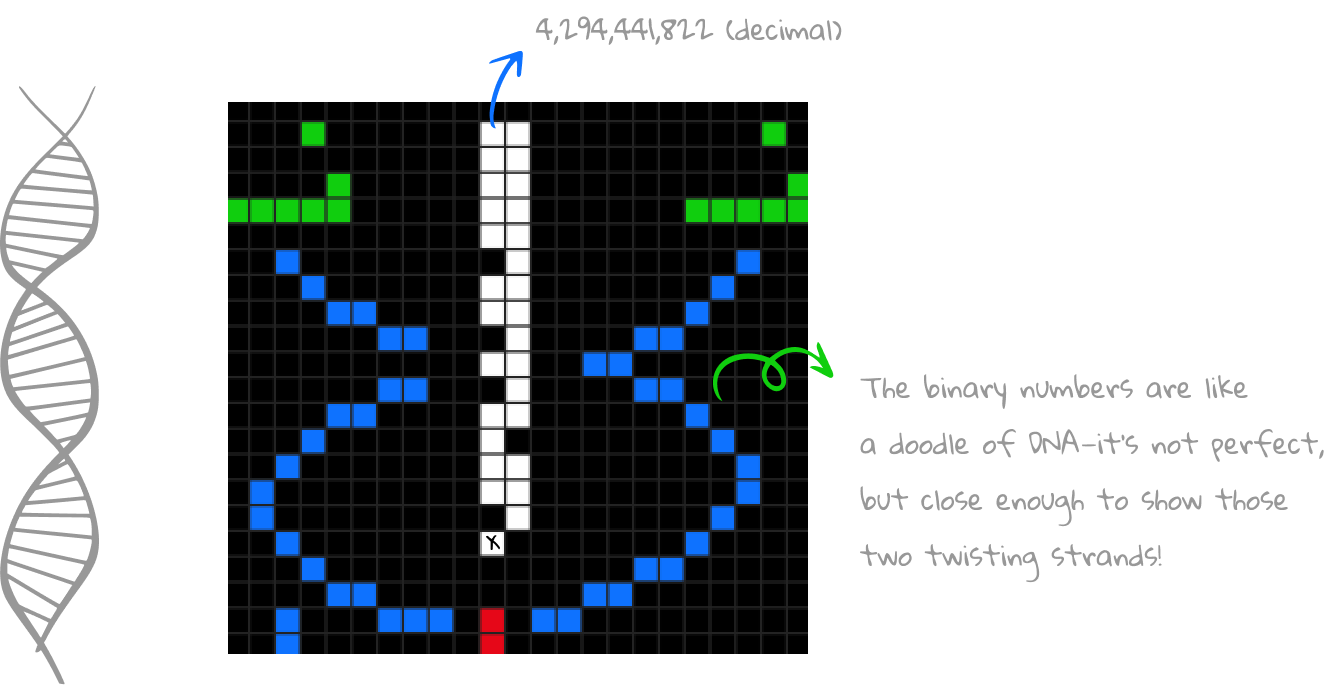 4,294,441,822 (decimal)
X
The binary numbers are like
a doodle of DNA–it's not perfect,
but close enough to show those
two twisting strands!